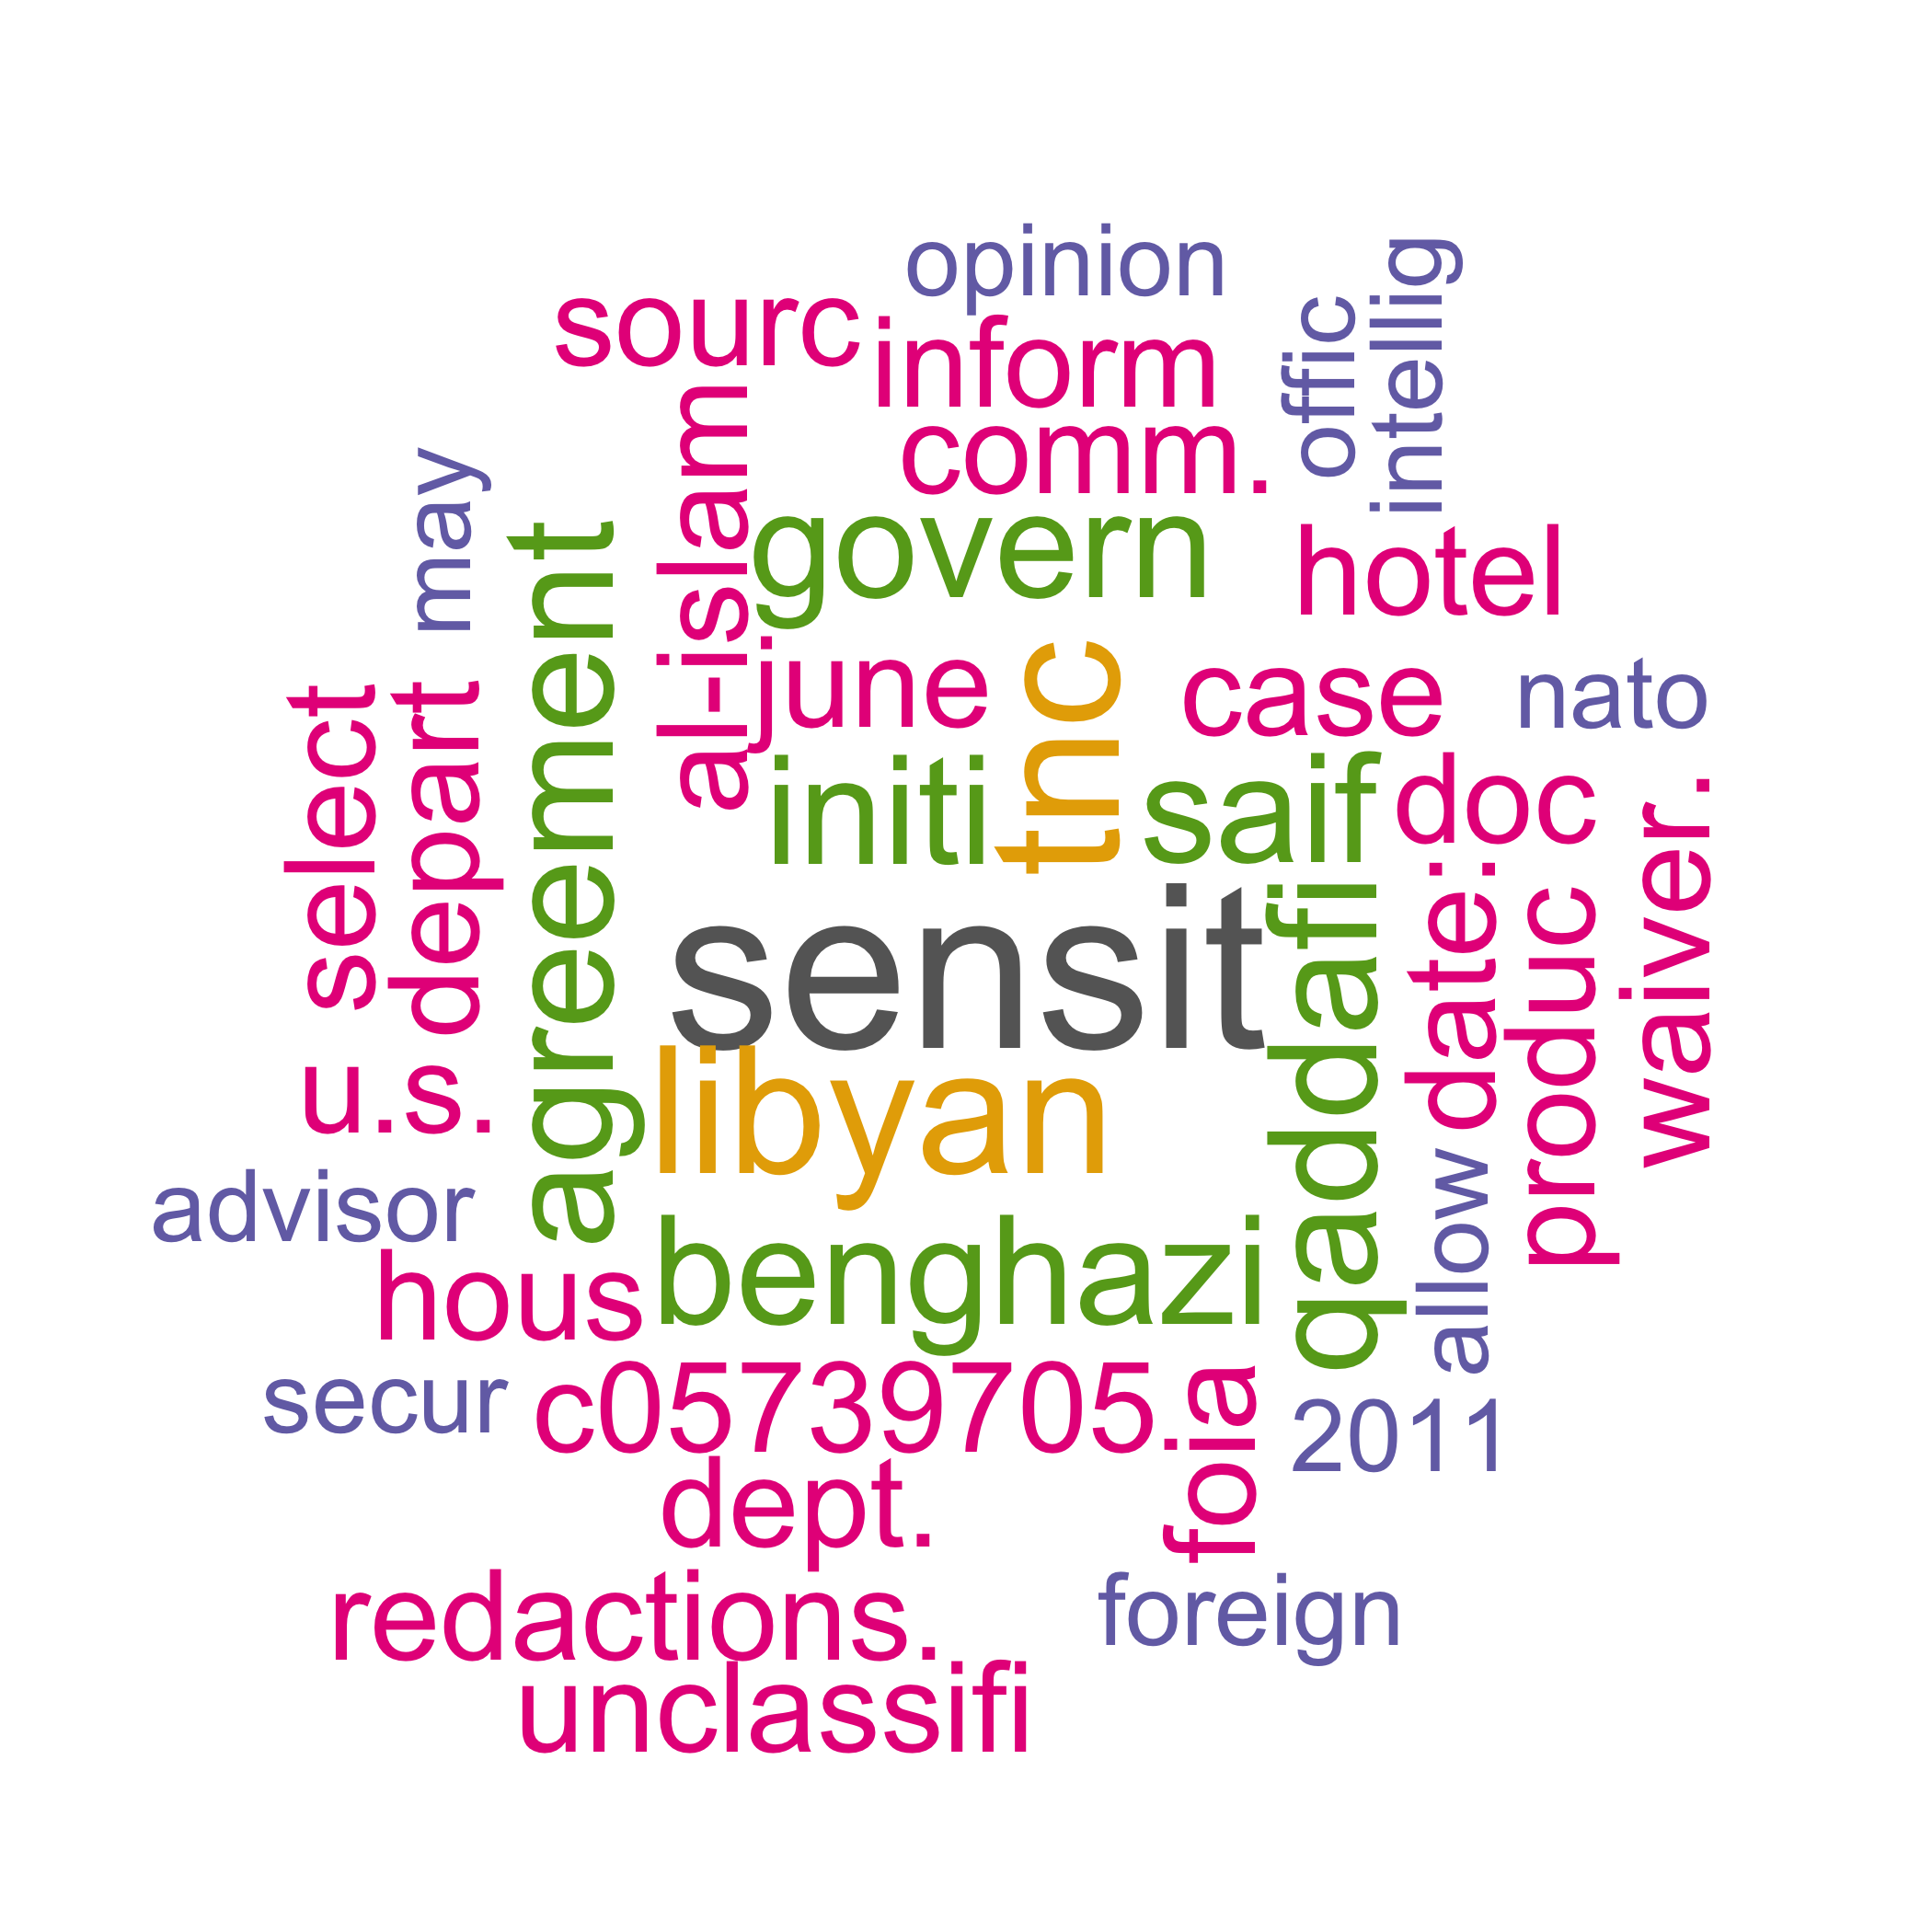 opinion
sourc
inform
offic
intellig
comm.
may
al-islam
govern
hotel
agreement
june
tnc
case
nato
select
depart
initi
saif
doc
waiver.
sensit
qaddafi
date:
produc
u.s.
libyan
advisor
benghazi
allow
hous
secur
c05739705.
foia
2011
dept.
redactions.
foreign
unclassifi